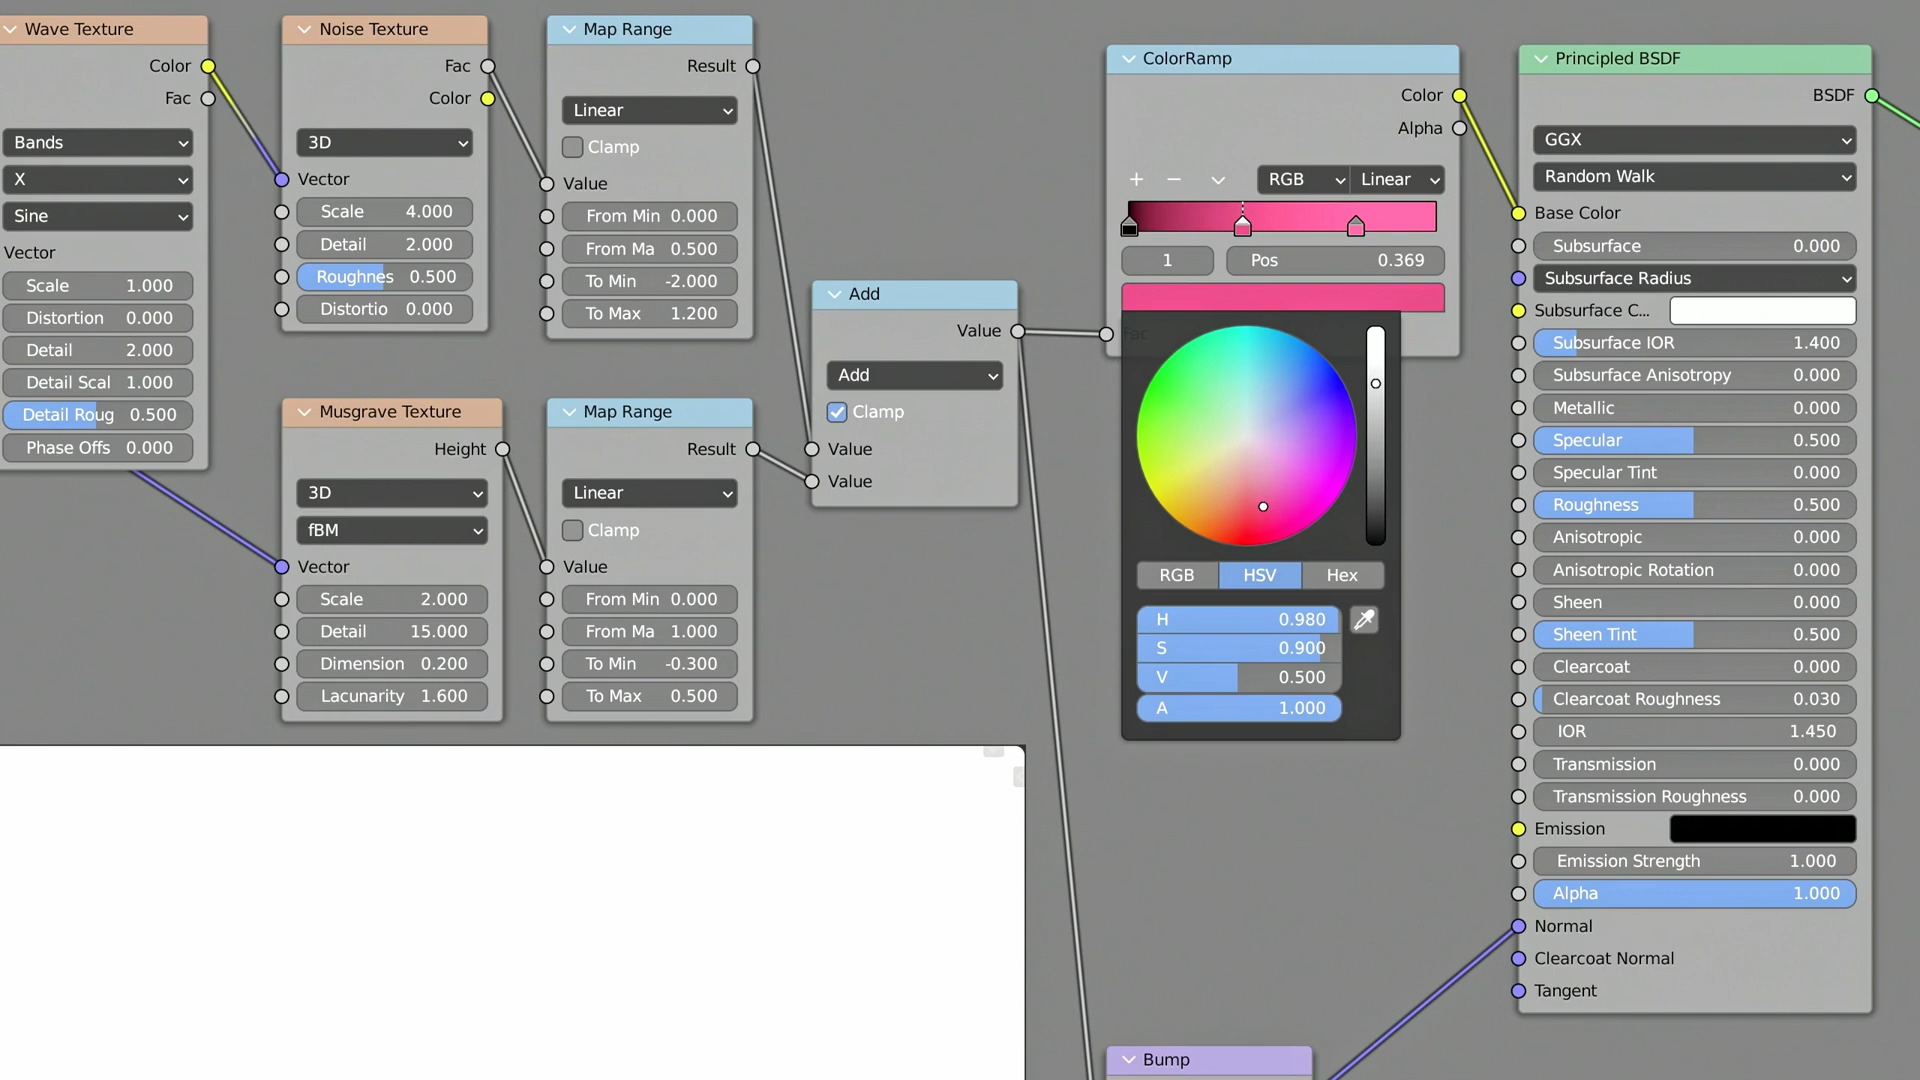 Wave Texture
Color
Fac
Bands
X
Sine
Vector
Scale 1.000
Distortion 0.000
Detail 2.000
Detail Scal 1.000
Detail Roug 0.500
Phase Offs 0.000
Noise Texture
Fac
Color
3D
Vector
Scale 4.000
Detail 2.000
Roughnes 0.500
Distortio 0.000
Map Range
Result
Linear
Clamp
Value
From Min 0.000
From Ma 0.500
To Min -2.000
To Max 1.200
Musgrave Texture
Height
3D
fBM
Vector
Scale 2.000
Detail 15.000
Dimension 0.200
Lacunarity 1.600
Map Range
Result
Linear
Clamp
Value
From Min 0.000
From Ma 1.000
To Min -0.300
To Max 0.500
Add
Value
Add
Clamp
Value
Value
ColorRamp
Color
Alpha
RGB Linear
1 Pos 0.369
Fac
RGB HSV Hex
H 0.980
S 0.900
V 0.500
A 1.000
Bump
Principled BSDF
BSDF
GGX
Random Walk
Base Color
Subsurface 0.000
Subsurface Radius
Subsurface C...
Subsurface IOR 1.400
Subsurface Anisotropy 0.000
Metallic 0.000
Specular 0.500
Specular Tint 0.000
Roughness 0.500
Anisotropic 0.000
Anisotropic Rotation 0.000
Sheen 0.000
Sheen Tint 0.500
Clearcoat 0.000
Clearcoat Roughness 0.030
IOR 1.450
Transmission 0.000
Transmission Roughness 0.000
Emission
Emission Strength 1.000
Alpha 1.000
Normal
Clearcoat Normal
Tangent